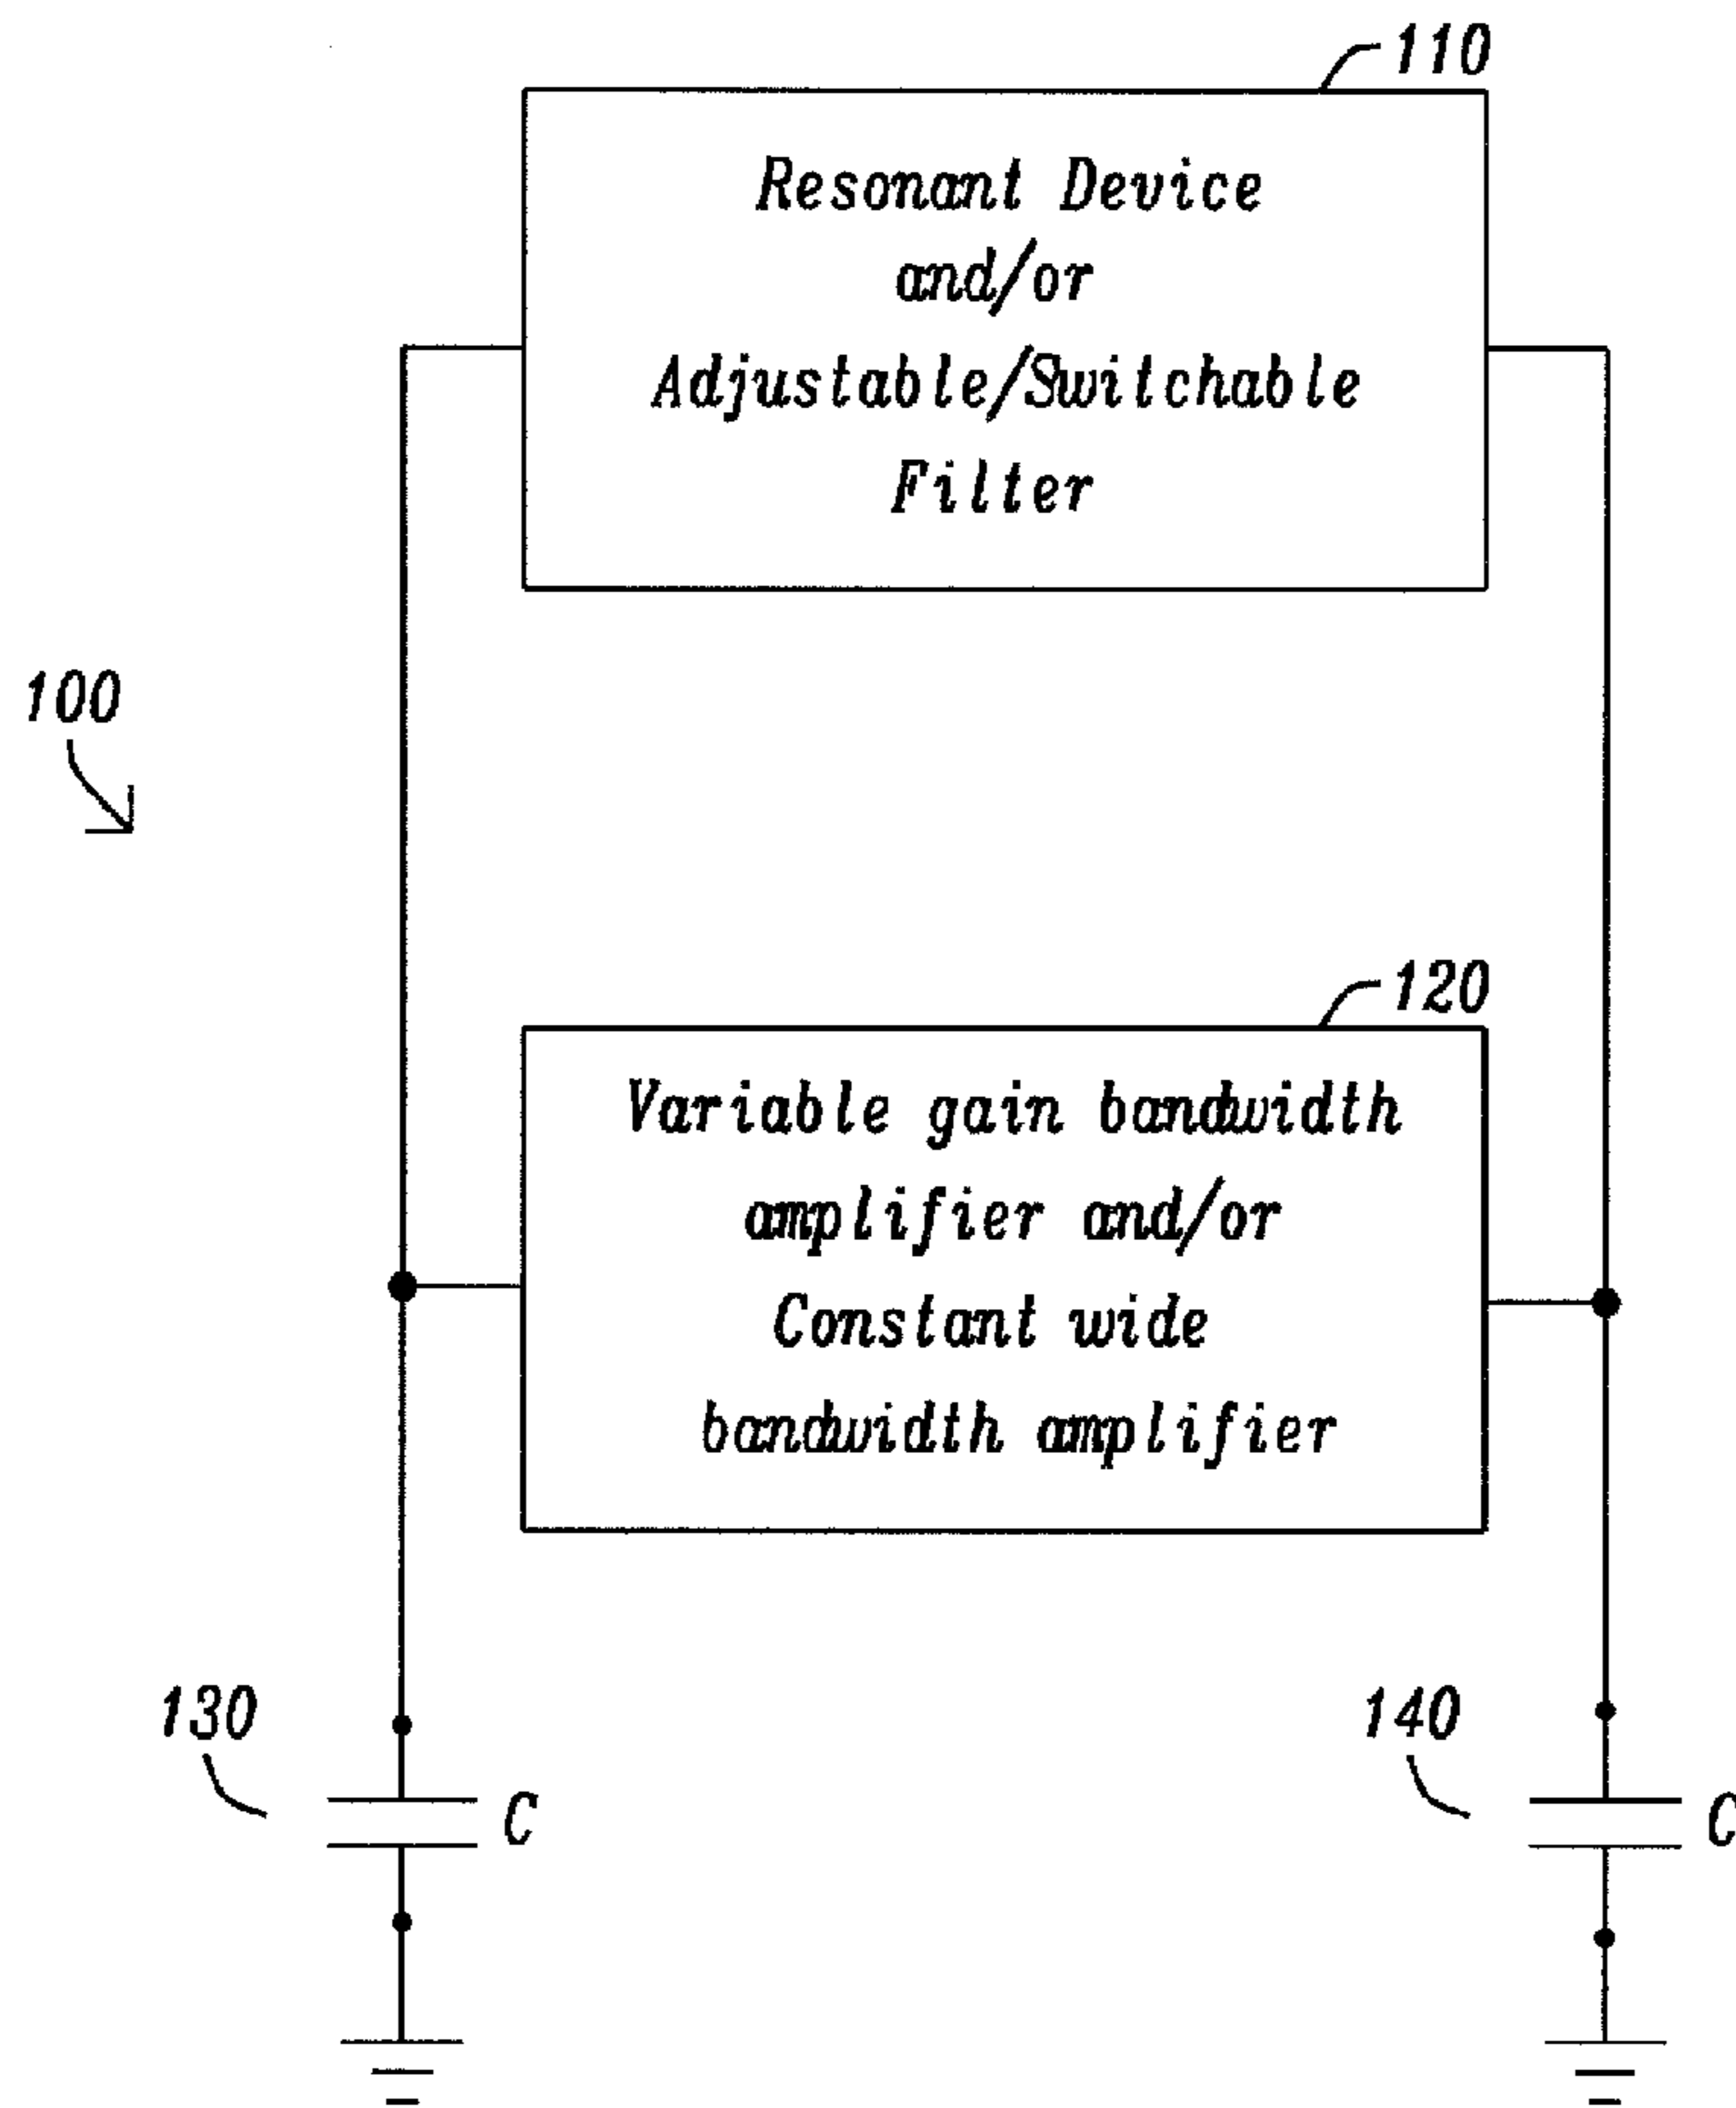 110
Resonant Device
and/or
Adjustable/Switchable
Filter
100
120
Variable gain bandwidth
amplifier and/or
Constant wide
bandwidth amplifier
130
C
140
C